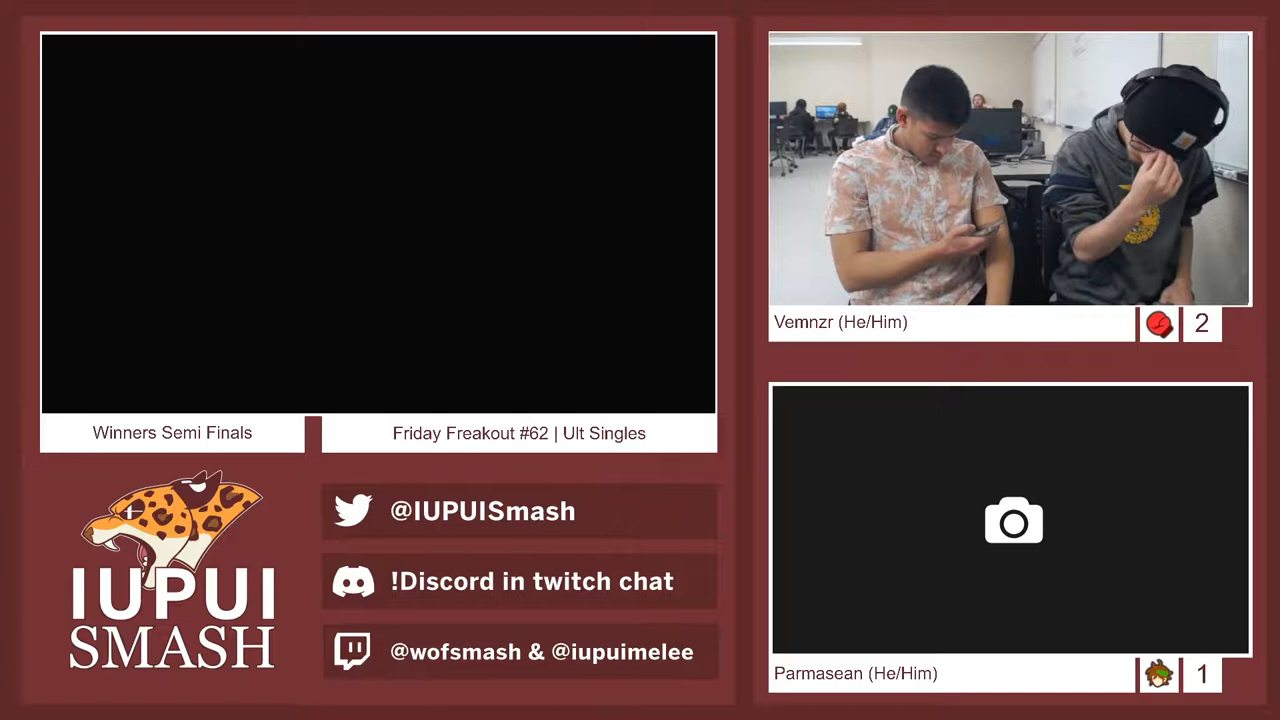 Vemnzr (He/Him)
2
Winners Semi Finals
Friday Freakout #62 | Ult Singles
@IUPUISmash
!Discord in twitch chat
@wofsmash & @iupuimelee
IUPUI
SMASH
Parmasean (He/Him)
1